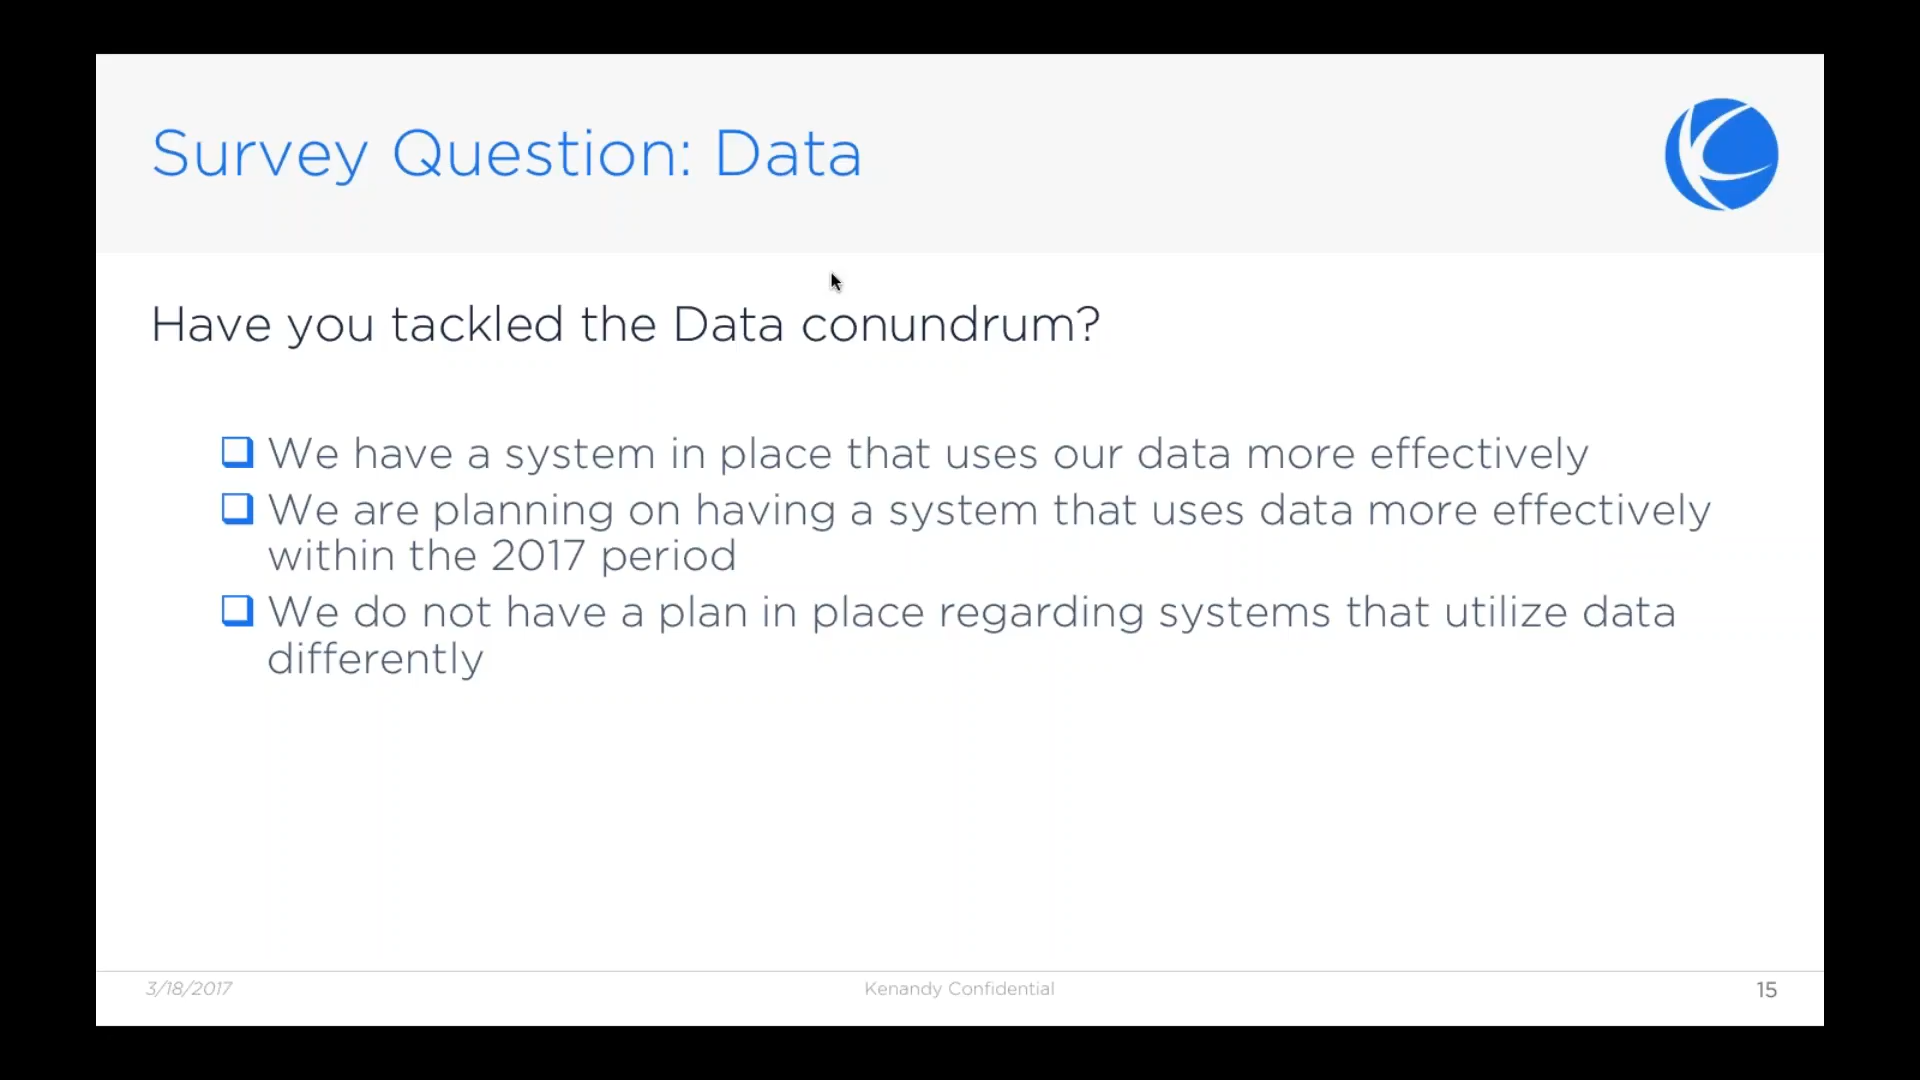 Survey Question: Data
Have you tackled the Data conundrum?
We have a system in place that uses our data more effectively
We are planning on having a system that uses data more effectively
within the 2017 period
We do not have a plan in place regarding systems that utilize data
differently
3/18/2017
Kenandy Confidential
15